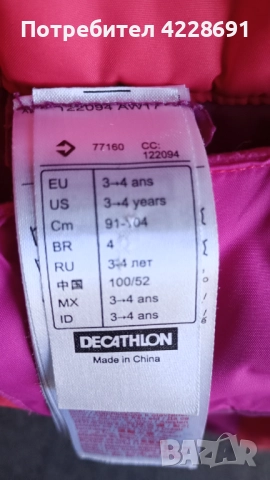 Потребител 4228691
122094 AW17
77160 CC:
122094
EU 3→4 ans
US 3→4 years
Cm 91-104
BR 4
RU 3-4 лет
中国 100/52
MX 3→4 ans
ID 3→4 ans
DECATHLON
Made in China
BAZAR